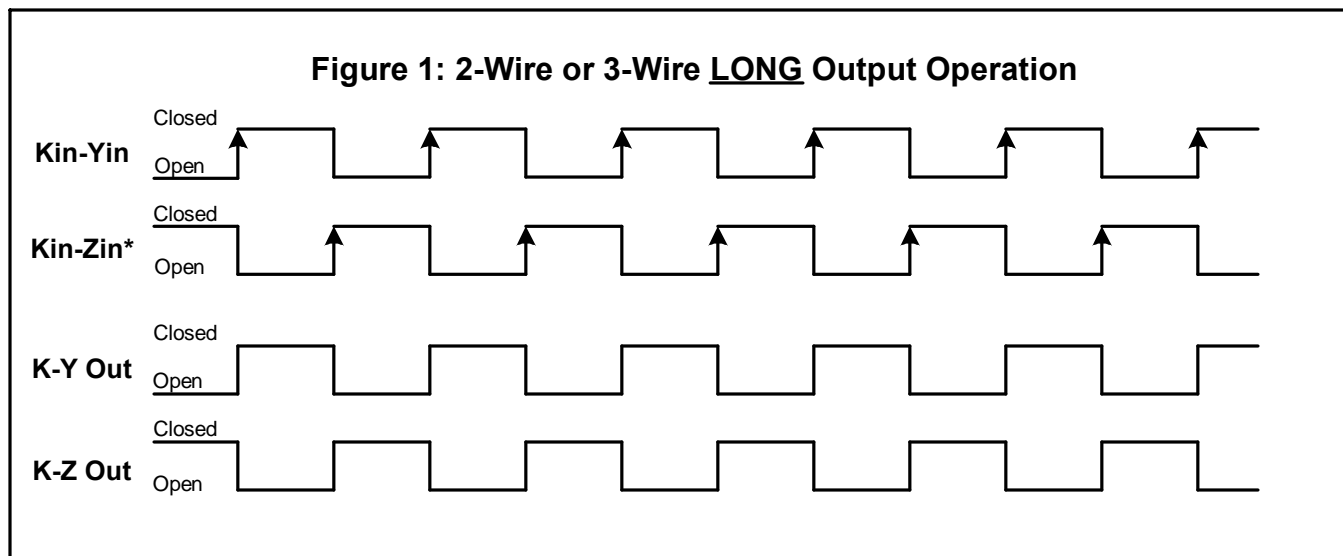 Figure 1: 2-Wire or 3-Wire LONG Output Operation
Closed
Kin-Yin
Open
Closed
Kin-Zin*
Open
Closed
K-Y Out
Open
Closed
K-Z Out
Open